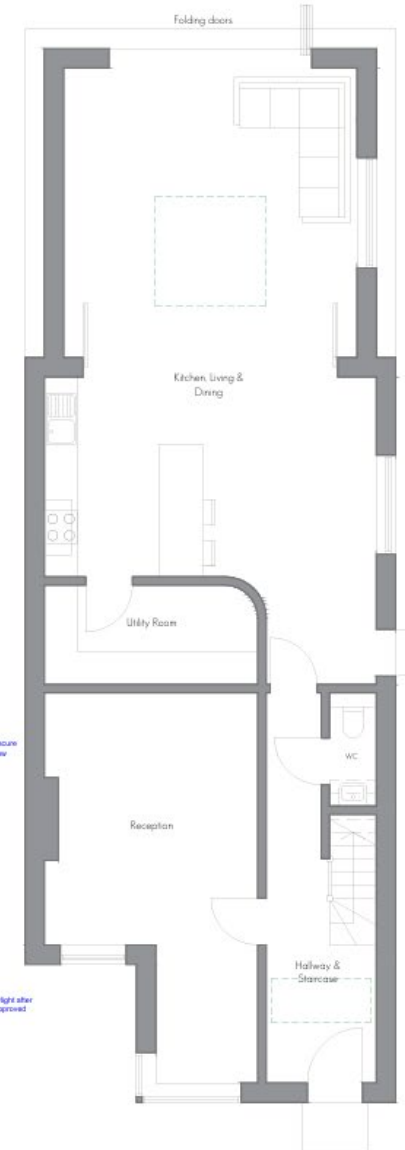 Folding doors
Kitchen, Living &
Dining
Utility Room
WC
Reception
Hallway &
Staircase